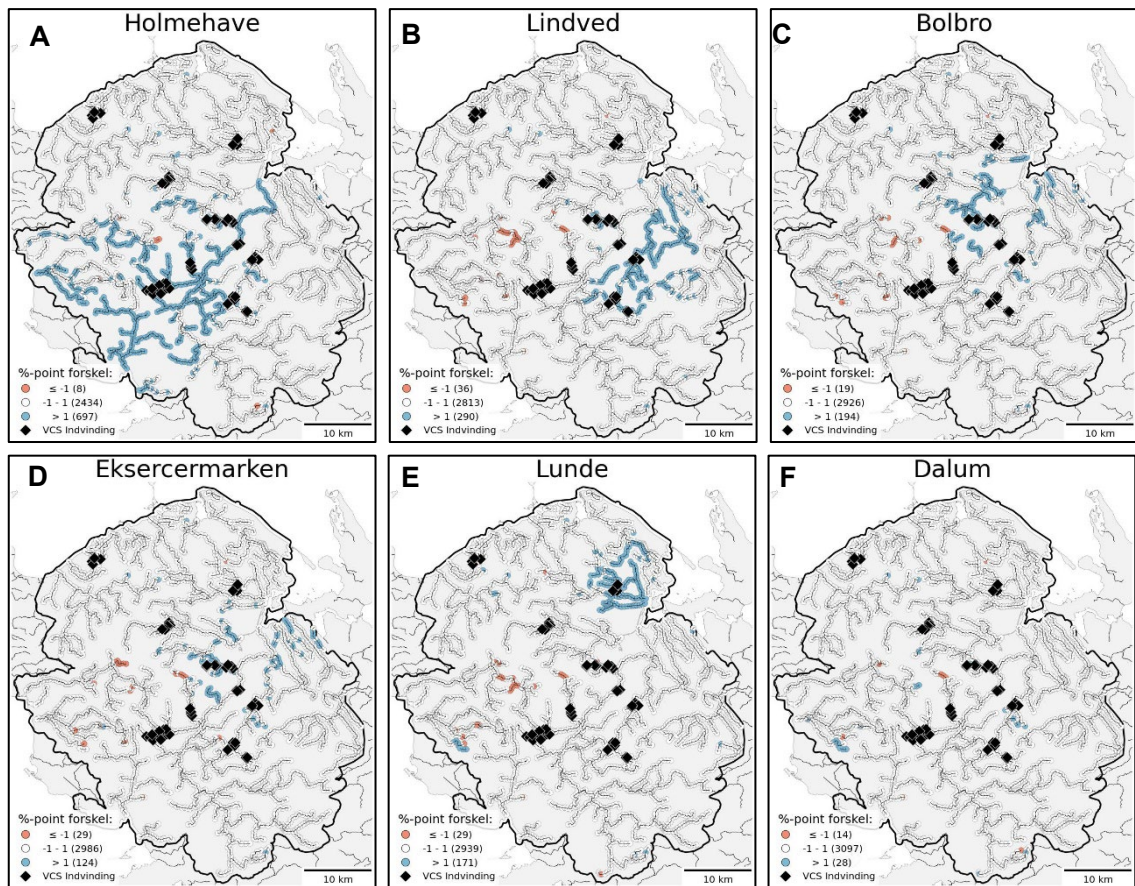 A Holmehave
%-point forskel:
≤ -1 (8)
-1 - 1 (2434)
> 1 (697)
VCS Indvinding
10 km
B Lindved
%-point forskel:
≤ -1 (36)
-1 - 1 (2813)
> 1 (290)
VCS Indvinding
10 km
C Bolbro
%-point forskel:
≤ -1 (19)
-1 - 1 (2926)
> 1 (194)
VCS Indvinding
10 km
D Eksercermarken
%-point forskel:
≤ -1 (29)
-1 - 1 (2986)
> 1 (124)
VCS Indvinding
10 km
E Lunde
%-point forskel:
≤ -1 (29)
-1 - 1 (2939)
> 1 (171)
VCS Indvinding
10 km
F Dalum
%-point forskel:
≤ -1 (14)
-1 - 1 (3097)
> 1 (28)
VCS Indvinding
10 km